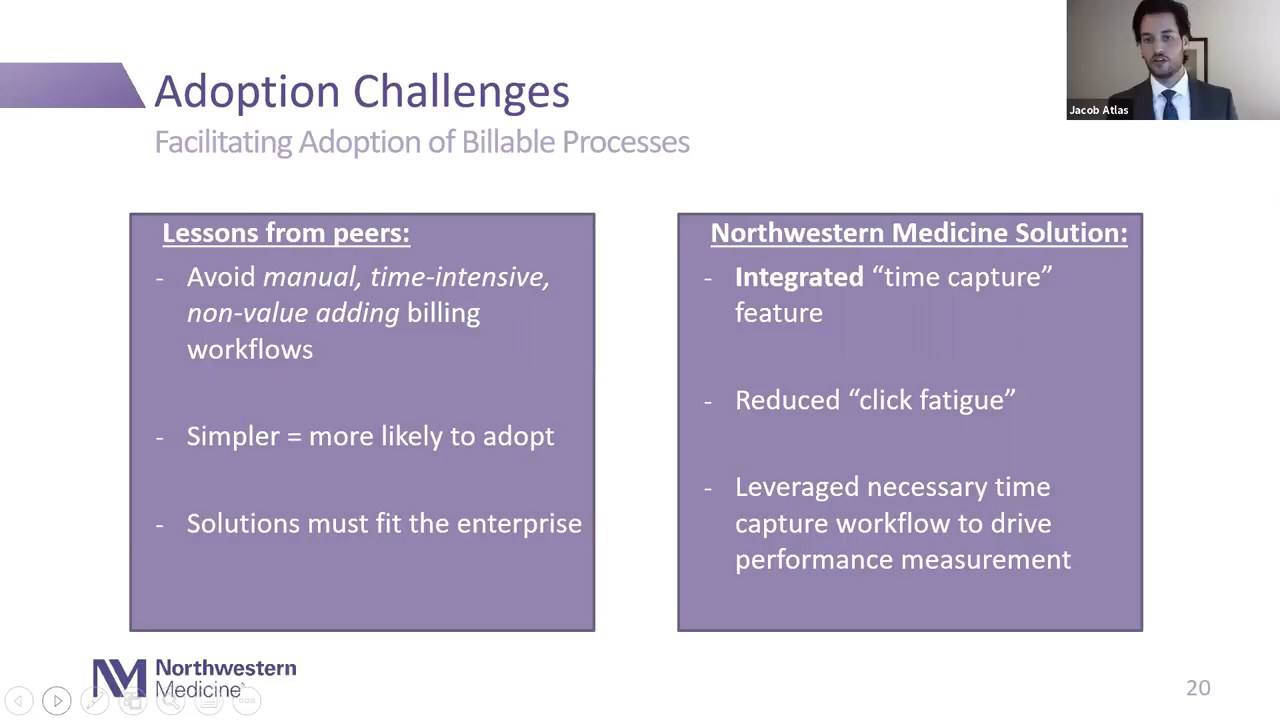 Adoption Challenges
Facilitating Adoption of Billable Processes
Jacob Atlas
Lessons from peers:
- Avoid manual, time-intensive,
non-value adding billing
workflows
- Simpler = more likely to adopt
- Solutions must fit the enterprise
Northwestern Medicine Solution:
- Integrated “time capture”
feature
- Reduced “click fatigue”
- Leveraged necessary time
capture workflow to drive
performance measurement
Northwestern
Medicine
20